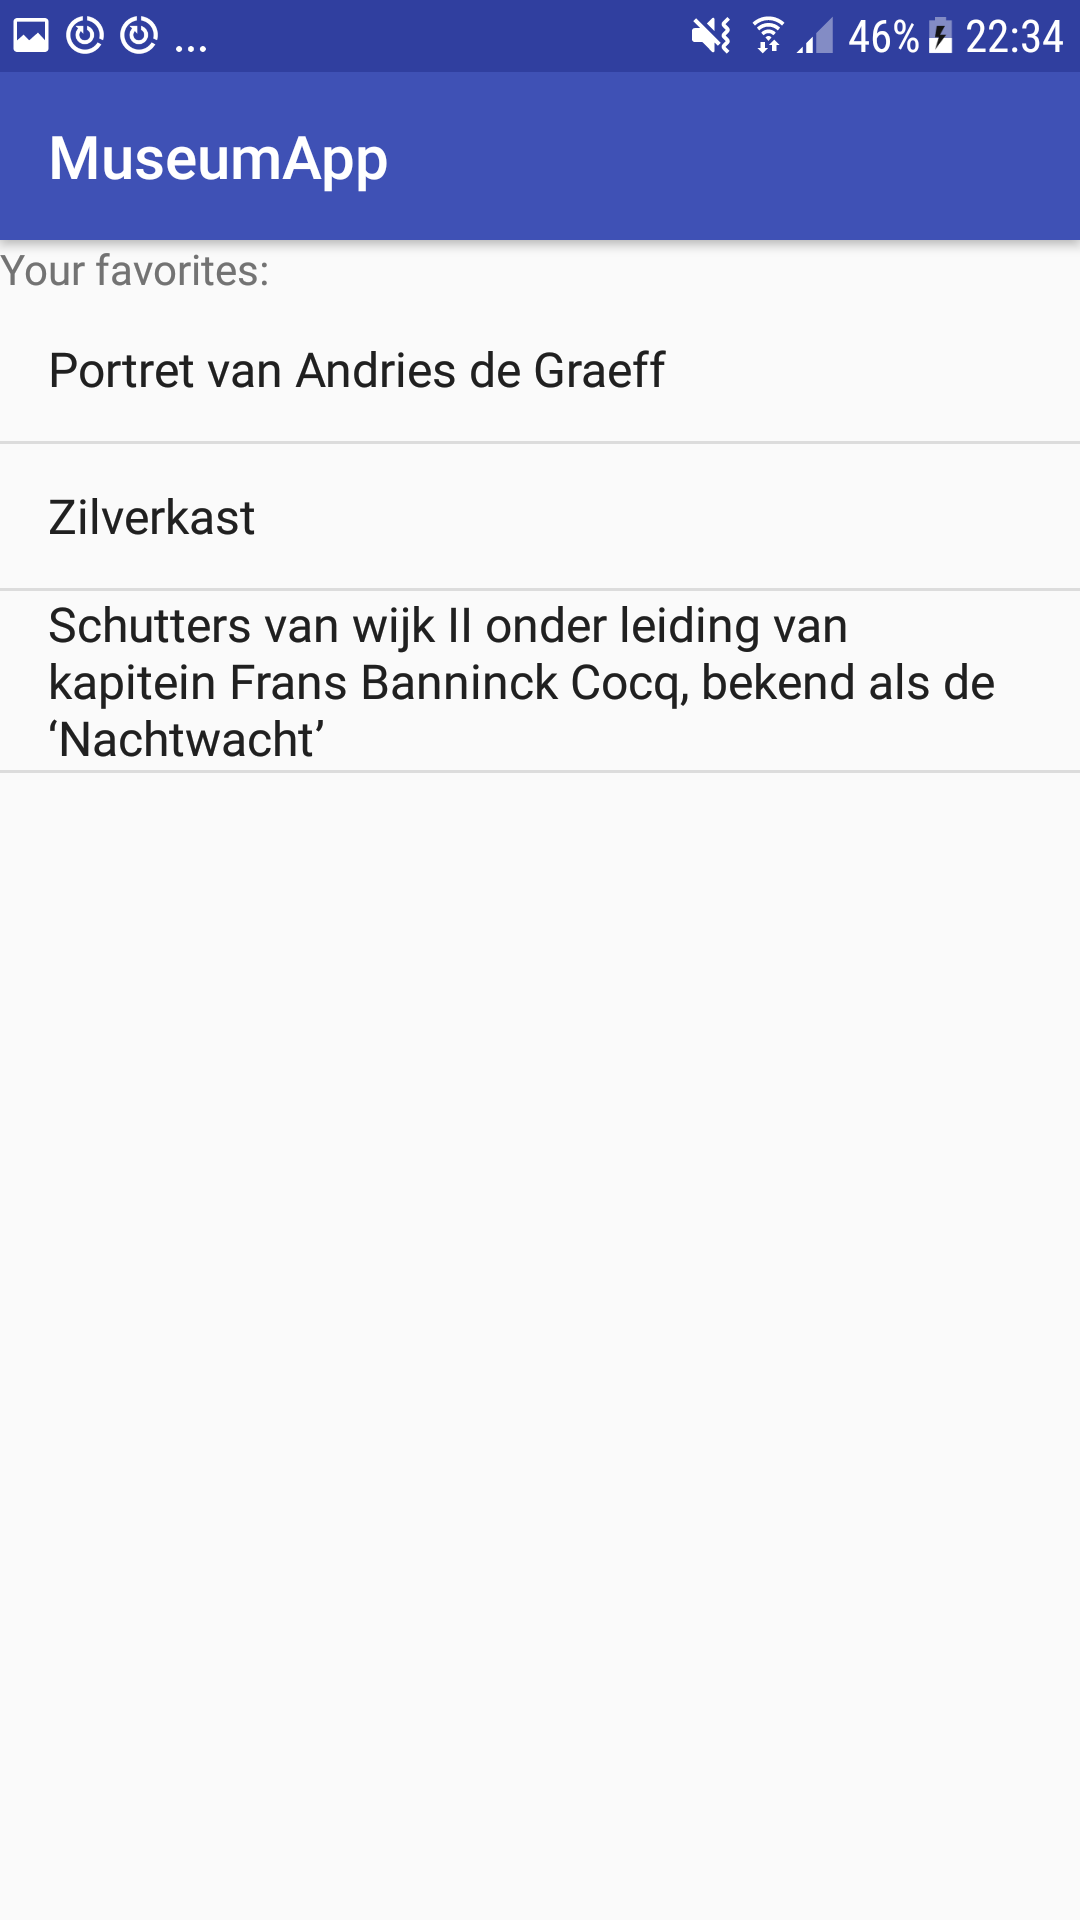 ... 46% 22:34
MuseumApp
Your favorites:
Portret van Andries de Graeff
Zilverkast
Schutters van wijk II onder leiding van
kapitein Frans Banninck Cocq, bekend als de
‘Nachtwacht’